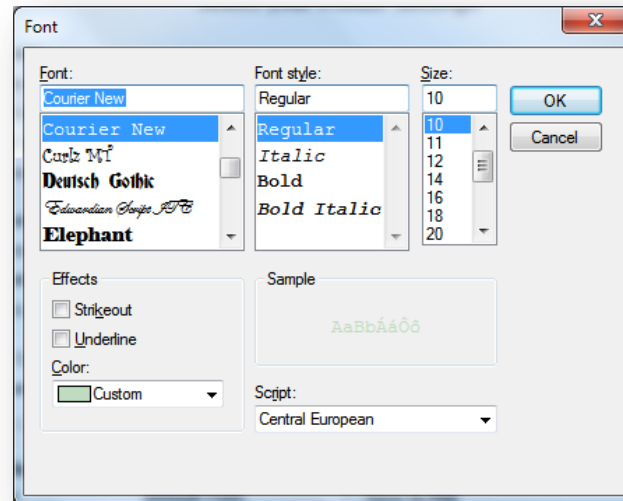 Font
Font:
Courier New
Courier New
Curlz MT
Deutsch Gothic
Edwardian Script ITC
Elephant
Font style:
Regular
Regular
Italic
Bold
Bold Italic
Size:
10
10
11
12
14
16
18
20
OK
Cancel
Effects
Strikeout
Underline
Color:
Custom
Sample
AaBbÁáÔô
Script:
Central European